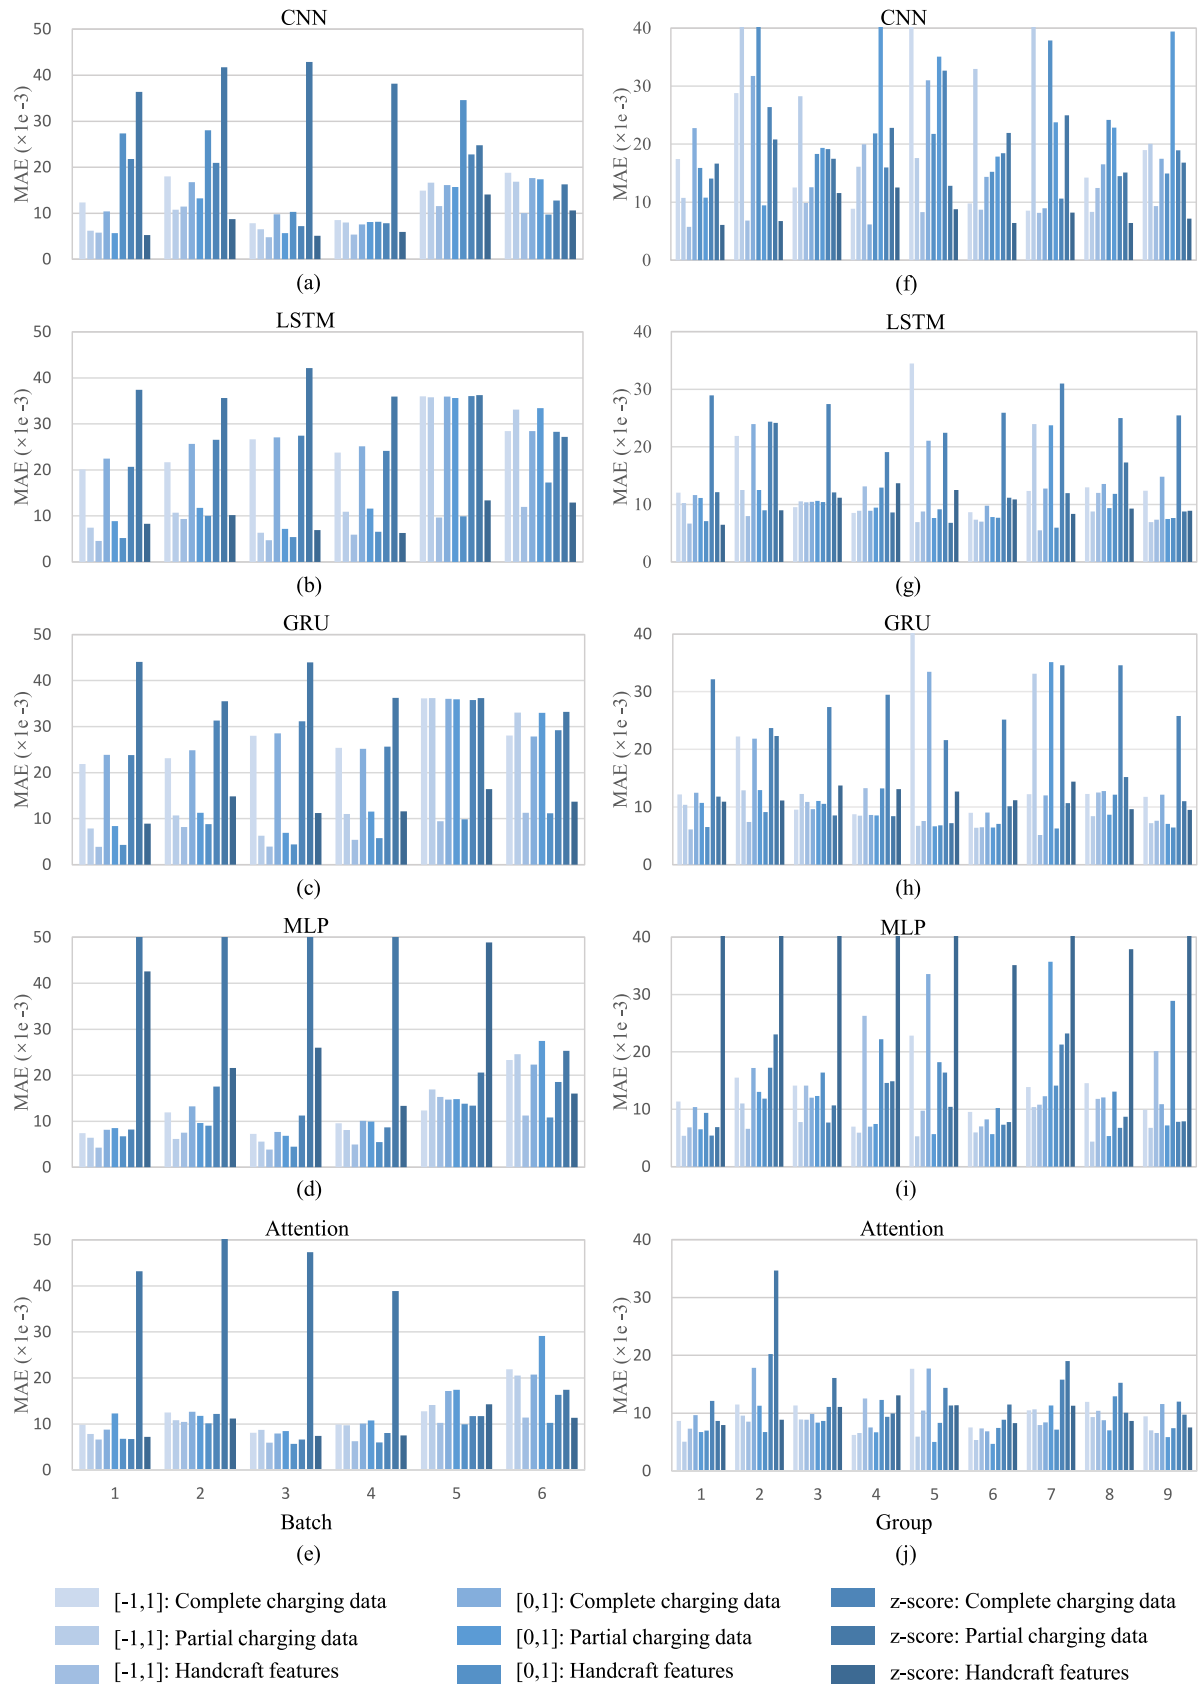 CNN
50
40
30
20
10
0
MAE (×1e -3)
(a)
CNN
40
30
20
10
0
MAE (×1e -3)
(f)
LSTM
50
40
30
20
10
0
MAE (×1e -3)
(b)
LSTM
40
30
20
10
0
MAE (×1e -3)
(g)
GRU
50
40
30
20
10
0
MAE (×1e -3)
(c)
GRU
40
30
20
10
0
MAE (×1e -3)
(h)
MLP
50
40
30
20
10
0
MAE (×1e -3)
(d)
MLP
40
30
20
10
0
MAE (×1e -3)
(i)
Attention
50
40
30
20
10
0
MAE (×1e -3)
1 2 3 4 5 6
Batch
(e)
Attention
40
30
20
10
0
MAE (×1e -3)
1 2 3 4 5 6 7 8 9
Group
(j)
[-1,1]: Complete charging data
[0,1]: Complete charging data
z-score: Complete charging data
[-1,1]: Partial charging data
[0,1]: Partial charging data
z-score: Partial charging data
[-1,1]: Handcraft features
[0,1]: Handcraft features
z-score: Handcraft features